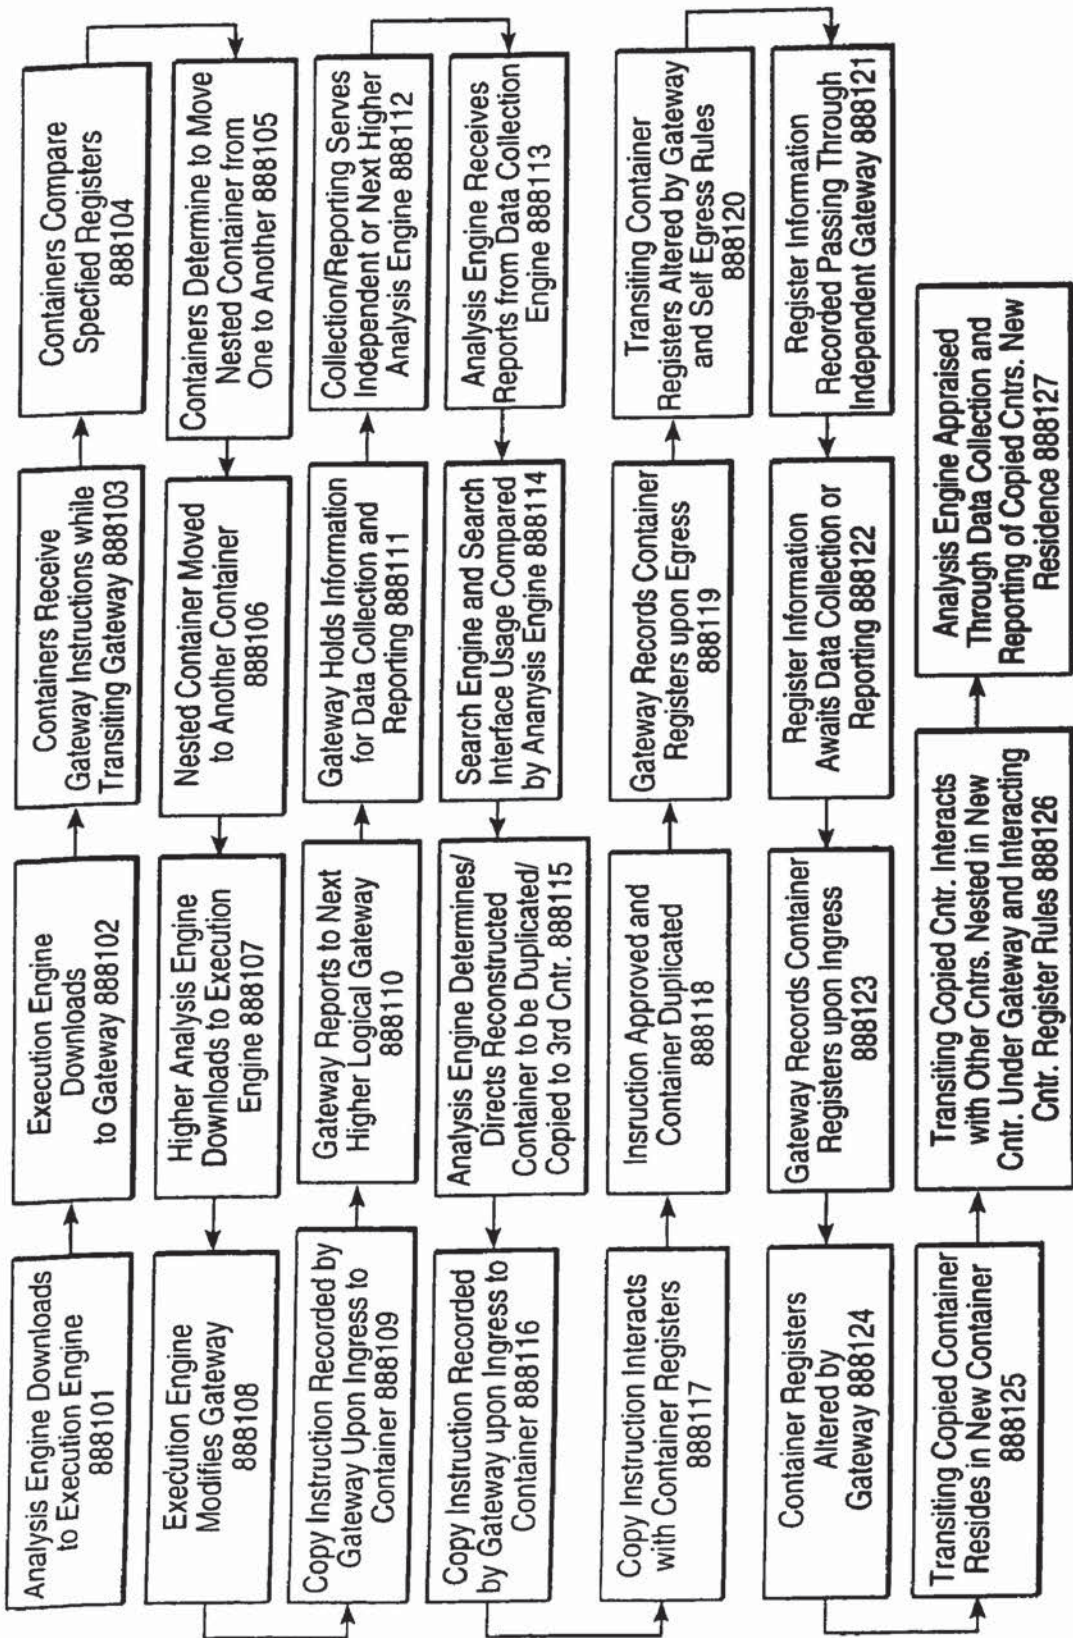 Analysis Engine Downloads
to Execution Engine
888101
Execution Engine
Downloads
to Gateway 888102
Containers Receive
Gateway Instructions while
Transiting Gateway 888103
Containers Compare
Specfied Registers
888104
Containers Determine to Move
Nested Container from
One to Another 888105
Nested Container Moved
to Another Container
888106
Higher Analysis Engine
Downloads to Execution
Engine 888107
Execution Engine
Modifies Gateway
888108
Copy Instruction Recorded by
Gateway Upon Ingress to
Container 888109
Gateway Reports to Next
Higher Logical Gateway
888110
Gateway Holds Information
for Data Collection and
Reporting 888111
Collection/Reporting Serves
Independent or Next Higher
Analysis Engine 888112
Analysis Engine Receives
Reports from Data Collection
Engine 888113
Search Engine and Search
Interface Usage Compared
by Ananysis Engine 888114
Analysis Engine Determines/
Directs Reconstructed
Container to be Duplicated/
Copied to 3rd Cntr. 888115
Copy Instruction Recorded
by Gateway upon Ingress to
Container 888116
Copy Instruction Interacts
with Container Registers
888117
Insruction Approved and
Container Duplicated
888118
Gateway Records Container
Registers upon Egress
888119
Transiting Container
Registers Altered by Gateway
and Self Egress Rules
888120
Register Information
Recorded Passing Through
Independent Gateway 888121
Register Information
Awaits Data Collection or
Reporting 888122
Gateway Records Container
Registers upon Ingress
888123
Container Registers
Altered by
Gateway 888124
Transiting Copied Container
Resides in New Container
888125
Transiting Copied Cntr. Interacts
with Other Cntrs. Nested in New
Cntr. Under Gateway and Interacting
Cntr. Register Rules 888126
Analysis Engine Appraised
Through Data Collection and
Reporting of Copied Cntrs. New
Residence 888127